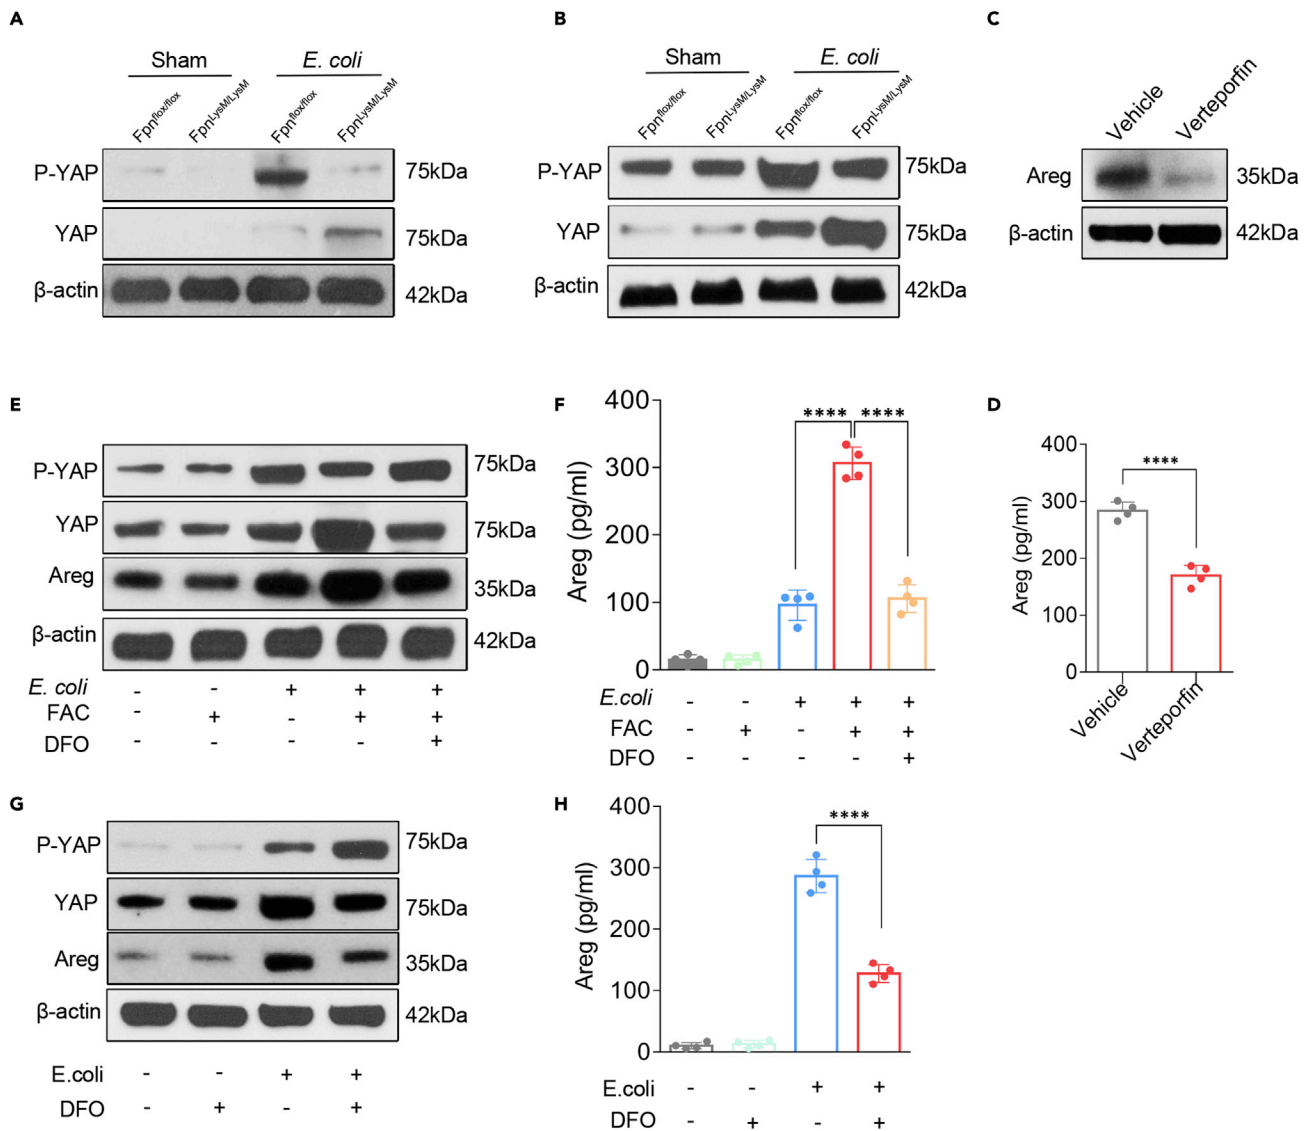 A
Sham E. coli
Fpnflox/flox FpnLysM/LysM Fpnflox/flox FpnLysM/LysM
P-YAP 75kDa
YAP 75kDa
β-actin 42kDa
B
Sham E. coli
Fpnflox/flox FpnLysM/LysM Fpnflox/flox FpnLysM/LysM
P-YAP 75kDa
YAP 75kDa
β-actin 42kDa
C
Vehicle Verteporfin
Areg 35kDa
β-actin 42kDa
E
P-YAP 75kDa
YAP 75kDa
Areg 35kDa
β-actin 42kDa
E. coli - - + + +
FAC - + - + +
DFO - - - - +
F
400
300
200
100
0
Areg (pg/ml)
**** ****
E.coli - - + + +
FAC - + - + +
DFO - - - - +
D
400
300
200
100
0
Areg (pg/ml)
****
Vehicle Verteporfin
G
P-YAP 75kDa
YAP 75kDa
Areg 35kDa
β-actin 42kDa
E.coli - - + +
DFO - + - +
H
400
300
200
100
0
Areg (pg/ml)
****
E.coli - - + +
DFO - + - +